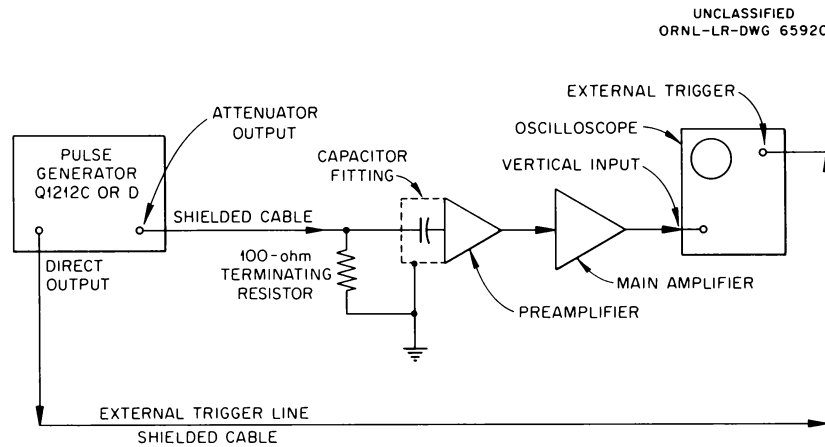 UNCLASSIFIED
ORNL-LR-DWG 65920
EXTERNAL TRIGGER
ATTENUATOR
OUTPUT
OSCILLOSCOPE
PULSE
GENERATOR
Q1212C OR D
CAPACITOR
FITTING
VERTICAL INPUT
SHIELDED CABLE
DIRECT
OUTPUT
100-ohm
TERMINATING
RESISTOR
MAIN AMPLIFIER
PREAMPLIFIER
EXTERNAL TRIGGER LINE
SHIELDED CABLE